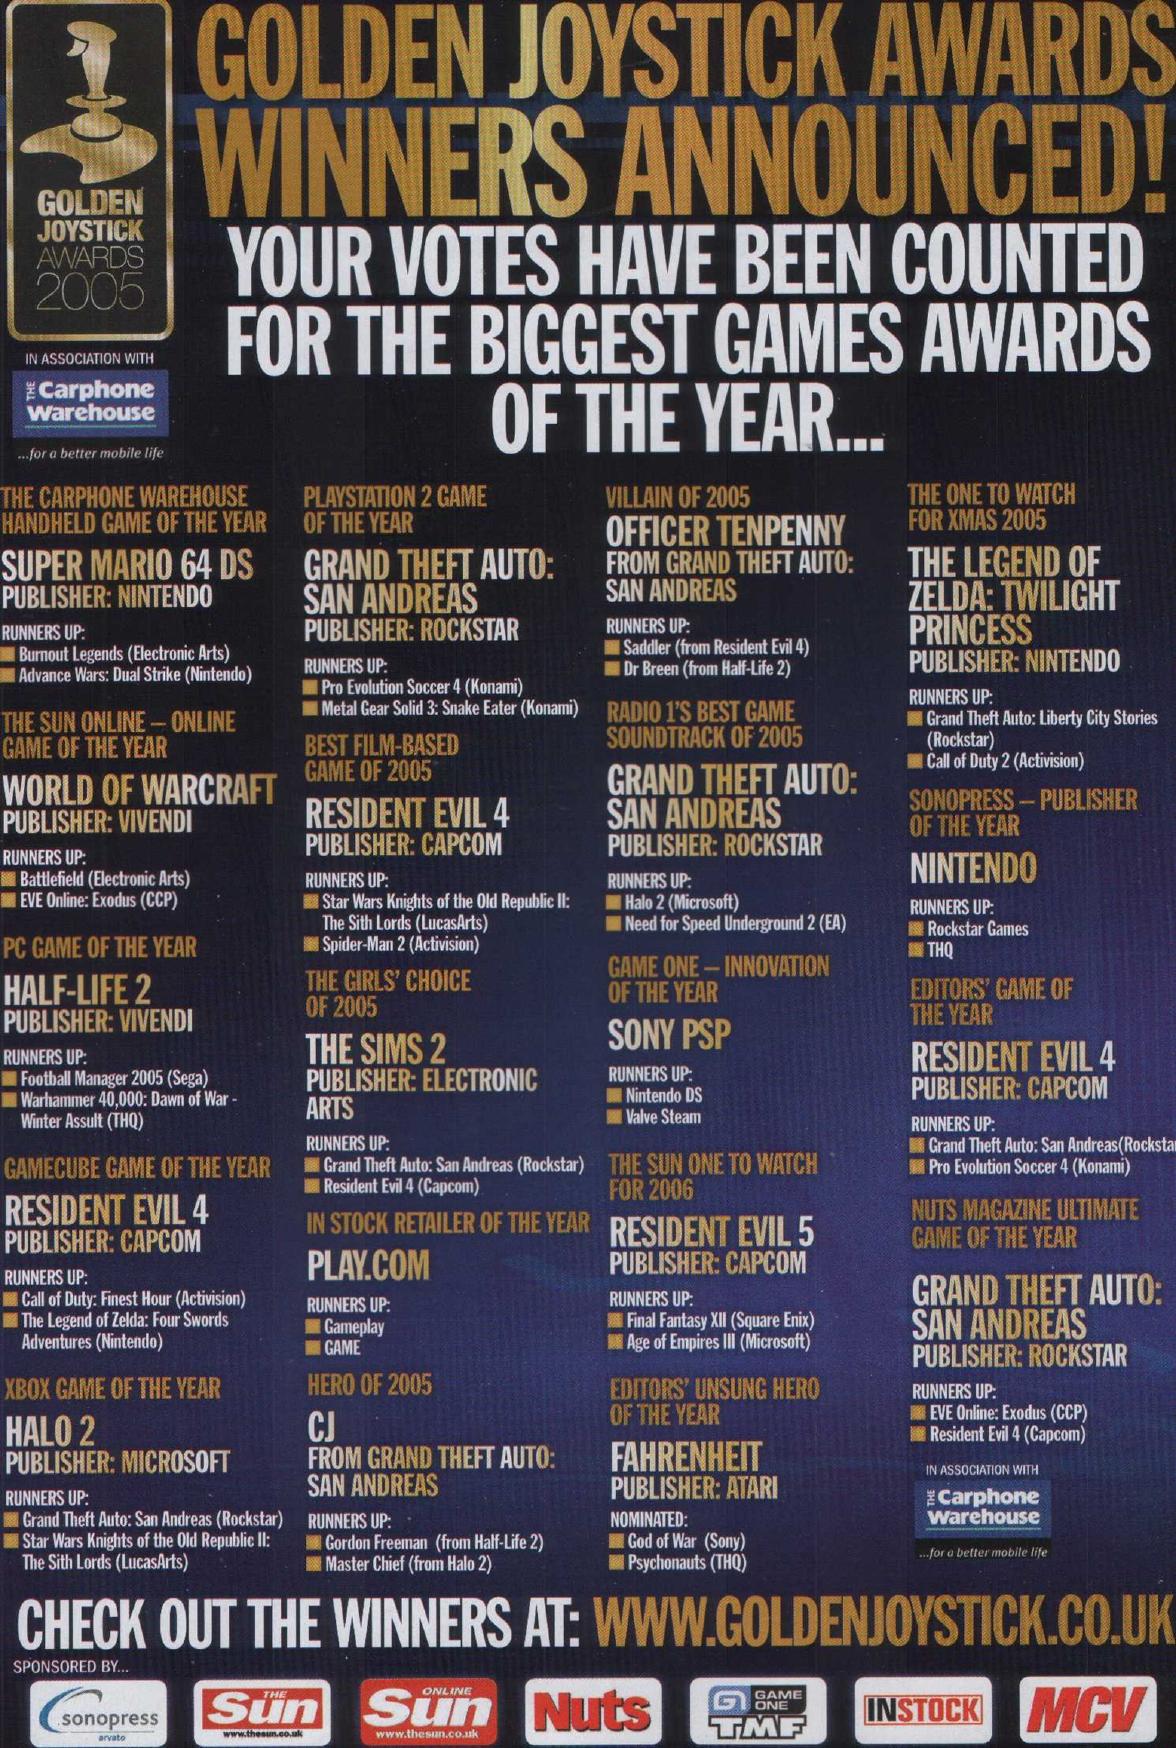 GOLDEN JOYSTICK AWARDS
WINNERS ANNOUNCED!
YOUR VOTES HAVE BEEN COUNTED
FOR THE BIGGEST GAMES AWARDS
OF THE YEAR...
GOLDEN
JOYSTICK
AWARDS
2005
IN ASSOCIATION WITH
THE Carphone
Warehouse
...for a better mobile life
THE CARPHONE WAREHOUSE
HANDHELD GAME OF THE YEAR
SUPER MARIO 64 DS
PUBLISHER: NINTENDO
RUNNERS UP:
Burnout Legends (Electronic Arts)
Advance Wars: Dual Strike (Nintendo)
THE SUN ONLINE – ONLINE
GAME OF THE YEAR
WORLD OF WARCRAFT
PUBLISHER: VIVENDI
RUNNERS UP:
Battlefield (Electronic Arts)
EVE Online: Exodus (CCP)
PC GAME OF THE YEAR
HALF-LIFE 2
PUBLISHER: VIVENDI
RUNNERS UP:
Football Manager 2005 (Sega)
Warhammer 40,000: Dawn of War -
Winter Assult (THQ)
GAMECUBE GAME OF THE YEAR
RESIDENT EVIL 4
PUBLISHER: CAPCOM
RUNNERS UP:
Call of Duty: Finest Hour (Activision)
The Legend of Zelda: Four Swords
Adventures (Nintendo)
XBOX GAME OF THE YEAR
HALO 2
PUBLISHER: MICROSOFT
RUNNERS UP:
Grand Theft Auto: San Andreas (Rockstar)
Star Wars Knights of the Old Republic II:
The Sith Lords (LucasArts)
PLAYSTATION 2 GAME
OF THE YEAR
GRAND THEFT AUTO:
SAN ANDREAS
PUBLISHER: ROCKSTAR
RUNNERS UP:
Pro Evolution Soccer 4 (Konami)
Metal Gear Solid 3: Snake Eater (Konami)
BEST FILM-BASED
GAME OF 2005
RESIDENT EVIL 4
PUBLISHER: CAPCOM
RUNNERS UP:
Star Wars Knights of the Old Republic II:
The Sith Lords (LucasArts)
Spider-Man 2 (Activision)
THE GIRLS' CHOICE
OF 2005
THE SIMS 2
PUBLISHER: ELECTRONIC
ARTS
RUNNERS UP:
Grand Theft Auto: San Andreas (Rockstar)
Resident Evil 4 (Capcom)
IN STOCK RETAILER OF THE YEAR
PLAY.COM
RUNNERS UP:
Gameplay
GAME
HERO OF 2005
CJ
FROM GRAND THEFT AUTO:
SAN ANDREAS
RUNNERS UP:
Gordon Freeman (from Half-Life 2)
Master Chief (from Halo 2)
VILLAIN OF 2005
OFFICER TENPENNY
FROM GRAND THEFT AUTO:
SAN ANDREAS
RUNNERS UP:
Saddler (from Resident Evil 4)
Dr Breen (from Half-Life 2)
RADIO 1'S BEST GAME
SOUNDTRACK OF 2005
GRAND THEFT AUTO:
SAN ANDREAS
PUBLISHER: ROCKSTAR
RUNNERS UP:
Halo 2 (Microsoft)
Need for Speed Underground 2 (EA)
GAME ONE – INNOVATION
OF THE YEAR
SONY PSP
RUNNERS UP:
Nintendo DS
Valve Steam
THE SUN ONE TO WATCH
FOR 2006
RESIDENT EVIL 5
PUBLISHER: CAPCOM
RUNNERS UP:
Final Fantasy XII (Square Enix)
Age of Empires III (Microsoft)
EDITORS' UNSUNG HERO
OF THE YEAR
FAHRENHEIT
PUBLISHER: ATARI
NOMINATED:
God of War (Sony)
Psychonauts (THQ)
THE ONE TO WATCH
FOR XMAS 2005
THE LEGEND OF
ZELDA: TWILIGHT
PRINCESS
PUBLISHER: NINTENDO
RUNNERS UP:
Grand Theft Auto: Liberty City Stories
(Rockstar)
Call of Duty 2 (Activision)
SONOPRESS – PUBLISHER
OF THE YEAR
NINTENDO
RUNNERS UP:
Rockstar Games
THQ
EDITORS' GAME OF
THE YEAR
RESIDENT EVIL 4
PUBLISHER: CAPCOM
RUNNERS UP:
Grand Theft Auto: San Andreas(Rocksta
Pro Evolution Soccer 4 (Konami)
NUTS MAGAZINE ULTIMATE
GAME OF THE YEAR
GRAND THEFT AUTO:
SAN ANDREAS
PUBLISHER: ROCKSTAR
RUNNERS UP:
EVE Online: Exodus (CCP)
Resident Evil 4 (Capcom)
IN ASSOCIATION WITH
THE Carphone
Warehouse
...for a better mobile life
CHECK OUT THE WINNERS AT: WWW.GOLDENJOYSTICK.CO.UK
SPONSORED BY...
sonopress
arvato
THE
Sun
www.thesun.co.uk
ONLINE
Sun
www.thesun.co.uk
Nuts
G1 GAME
ONE
TMF
INSTOCK
MCV